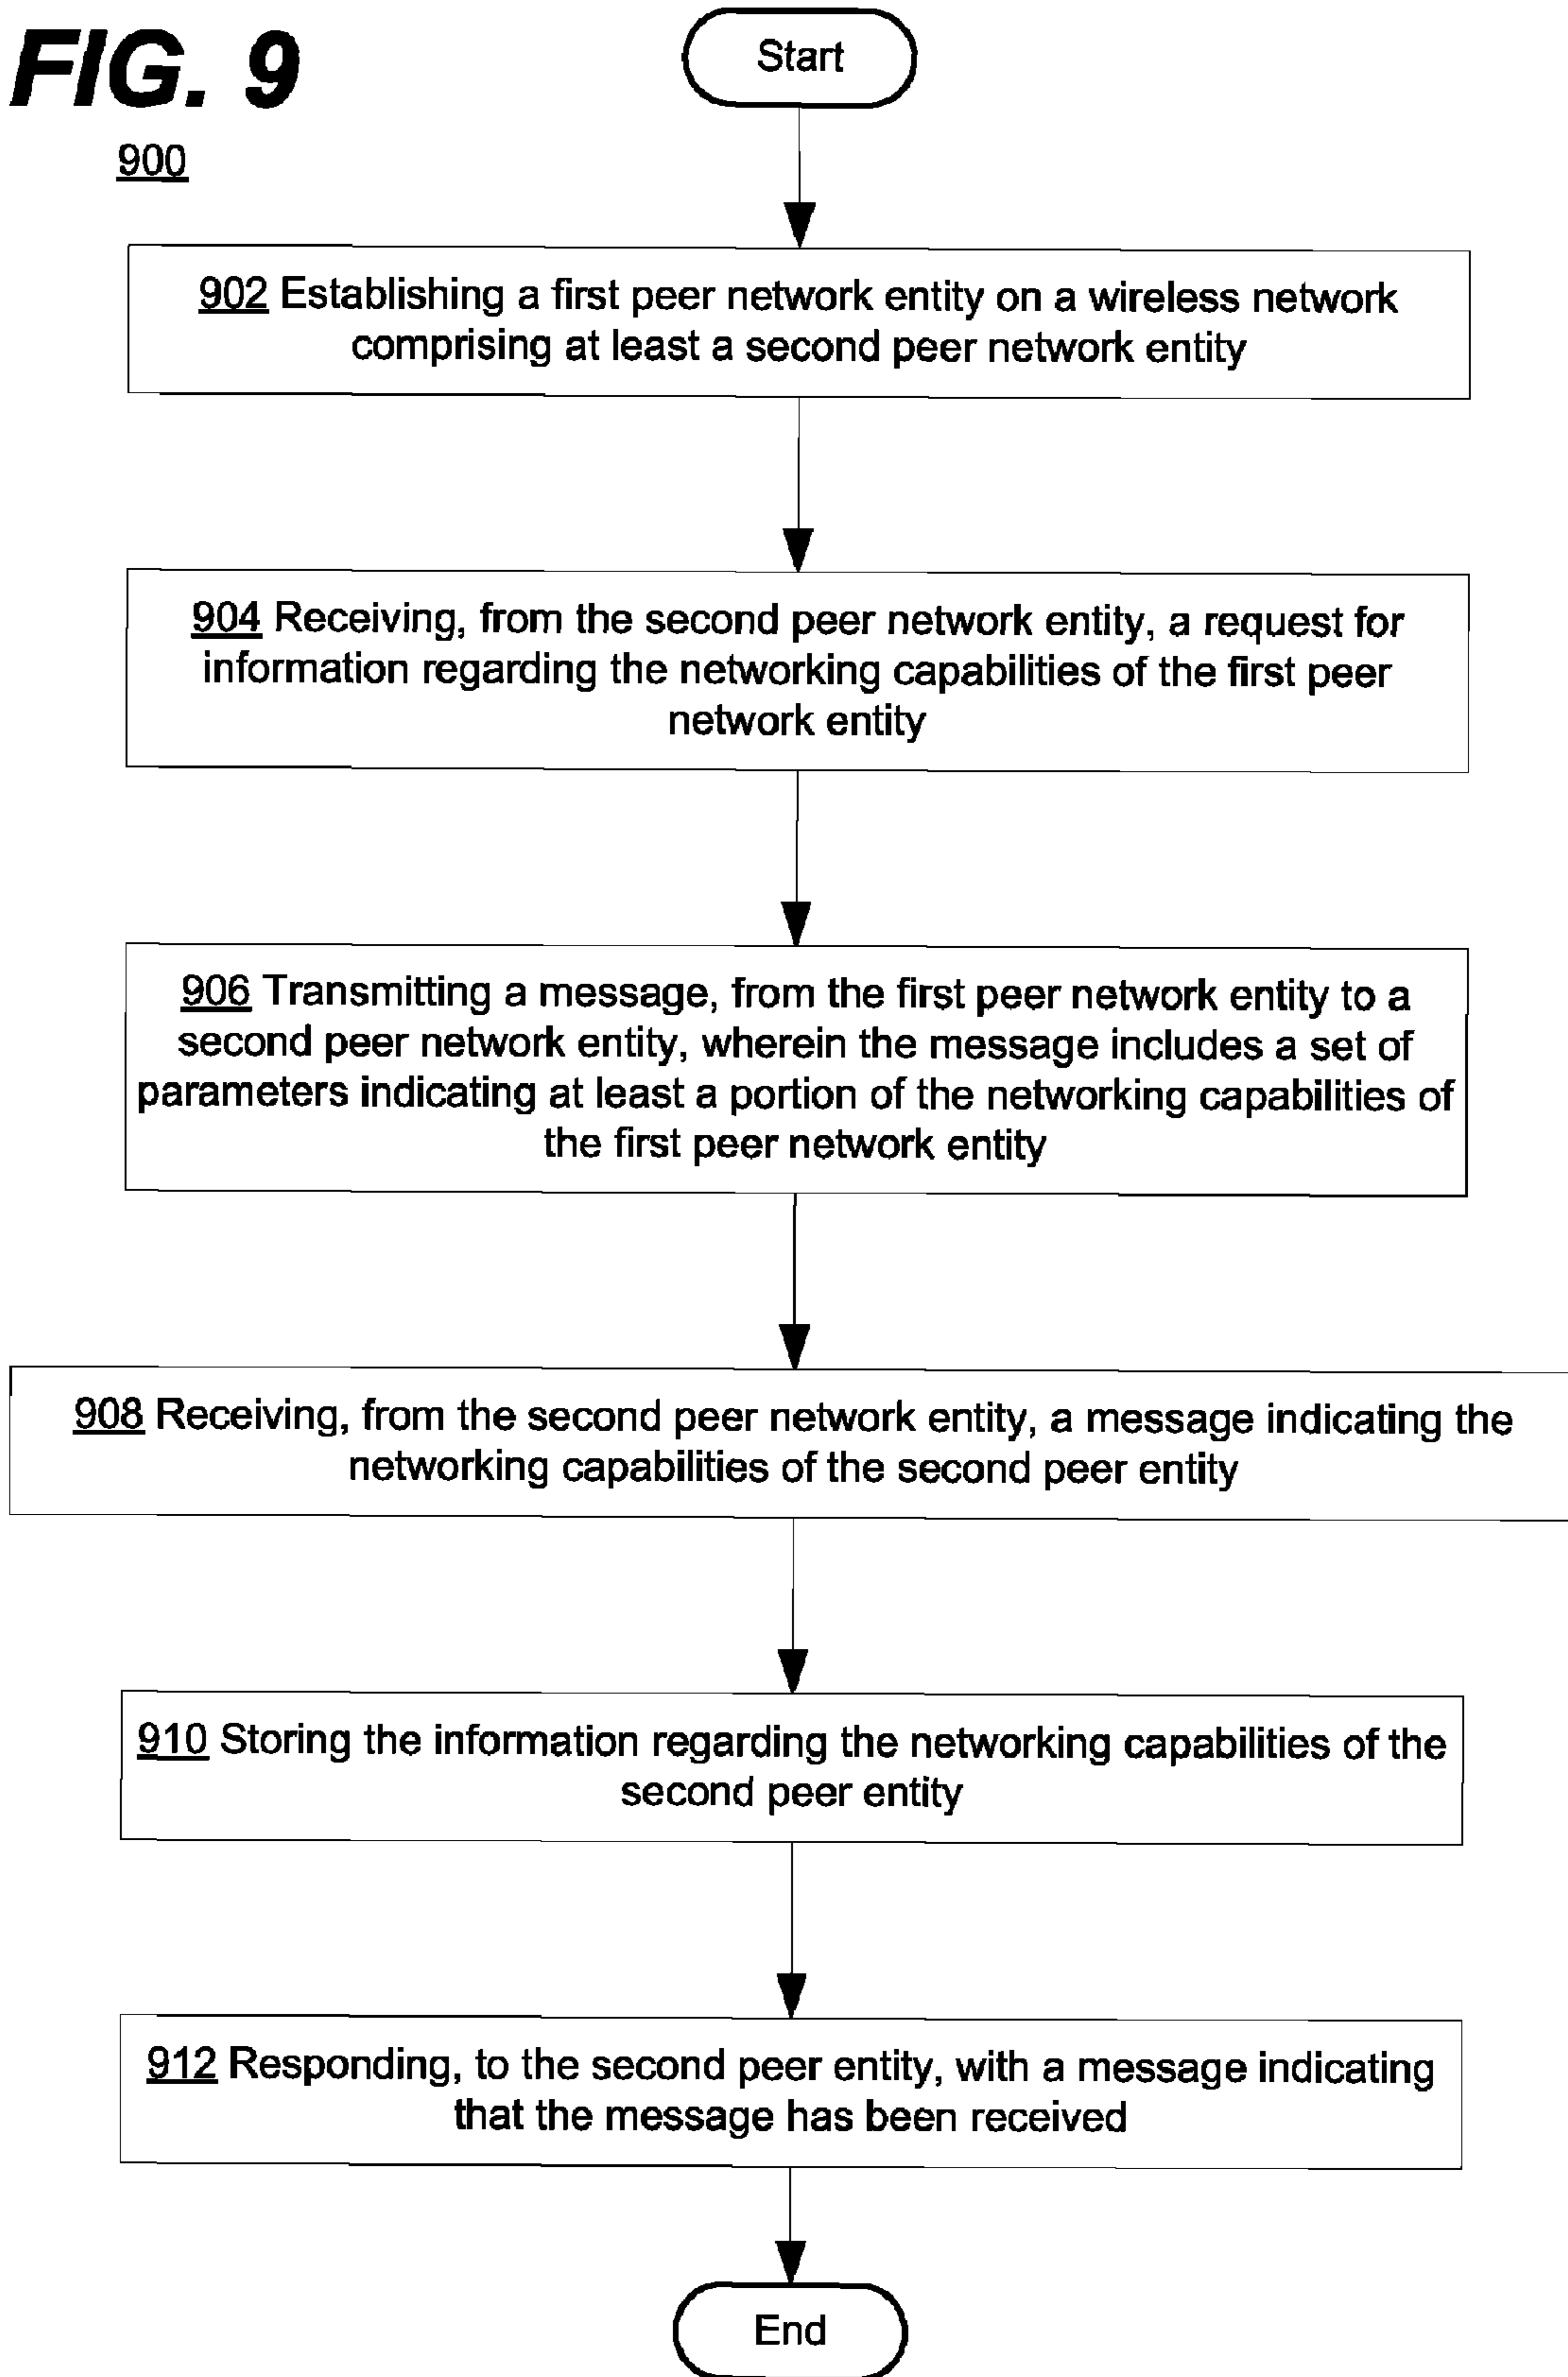 FIG. 9
900
Start
902 Establishing a first peer network entity on a wireless network
comprising at least a second peer network entity
904 Receiving, from the second peer network entity, a request for
information regarding the networking capabilities of the first peer
network entity
906 Transmitting a message, from the first peer network entity to a
second peer network entity, wherein the message includes a set of
parameters indicating at least a portion of the networking capabilities of
the first peer network entity
908 Receiving, from the second peer network entity, a message indicating the
networking capabilities of the second peer entity
910 Storing the information regarding the networking capabilities of the
second peer entity
912 Responding, to the second peer entity, with a message indicating
that the message has been received
End